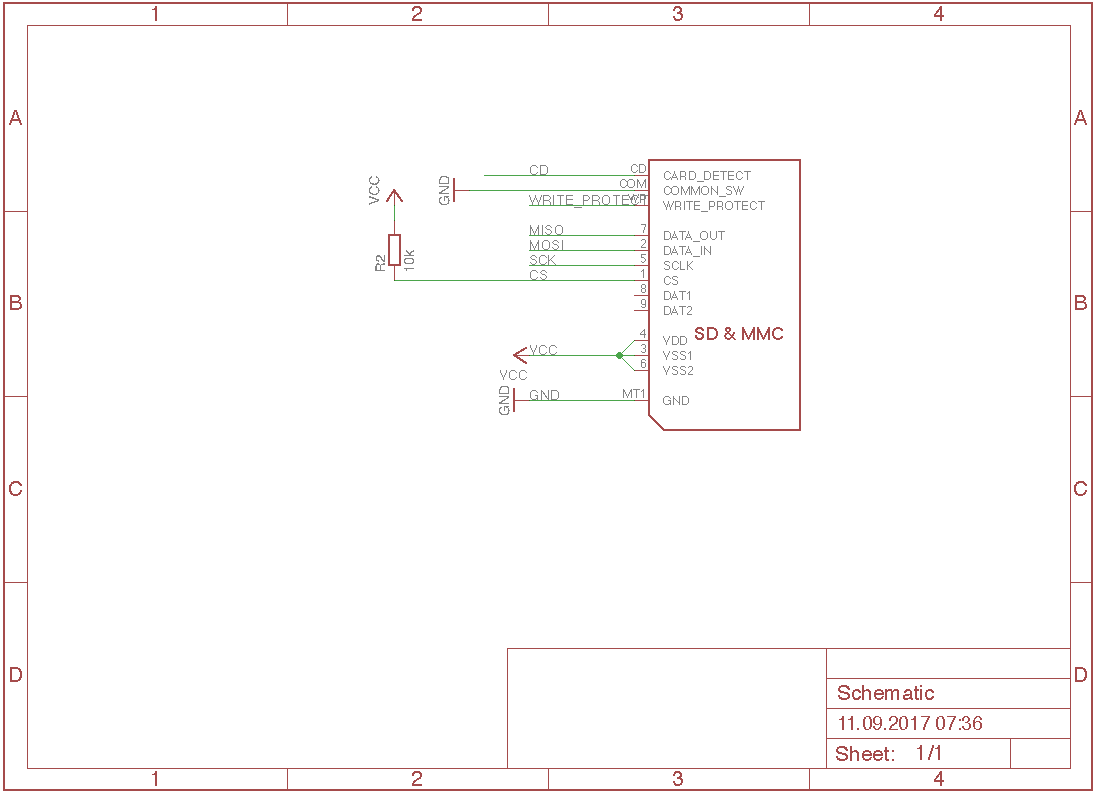 1 2 3 4
A A
CD CD CARD_DETECT
VCC GND COM COMMON_SW
WRITE_PROTECT WP WRITE_PROTECT
MISO 7 DATA_OUT
MOSI 2 DATA_IN
R2 10k SCK 5 SCLK
CS 1 CS
8 DAT1
B B
9 DAT2
SD & MMC
4 VDD
VCC 3 VSS1
VCC 6 VSS2
GND GND MT1 GND
C C
D D
Schematic
11.09.2017 07:36
Sheet: 1/1
1 2 3 4